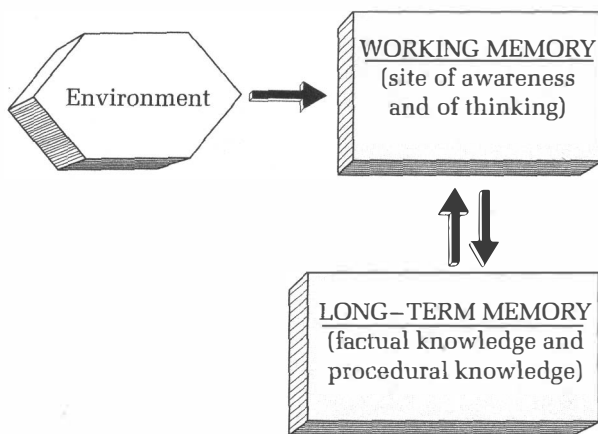 Environment
WORKING MEMORY
(site of awareness
and of thinking)
LONG–TERM MEMORY
(factual knowledge and
procedural knowledge)